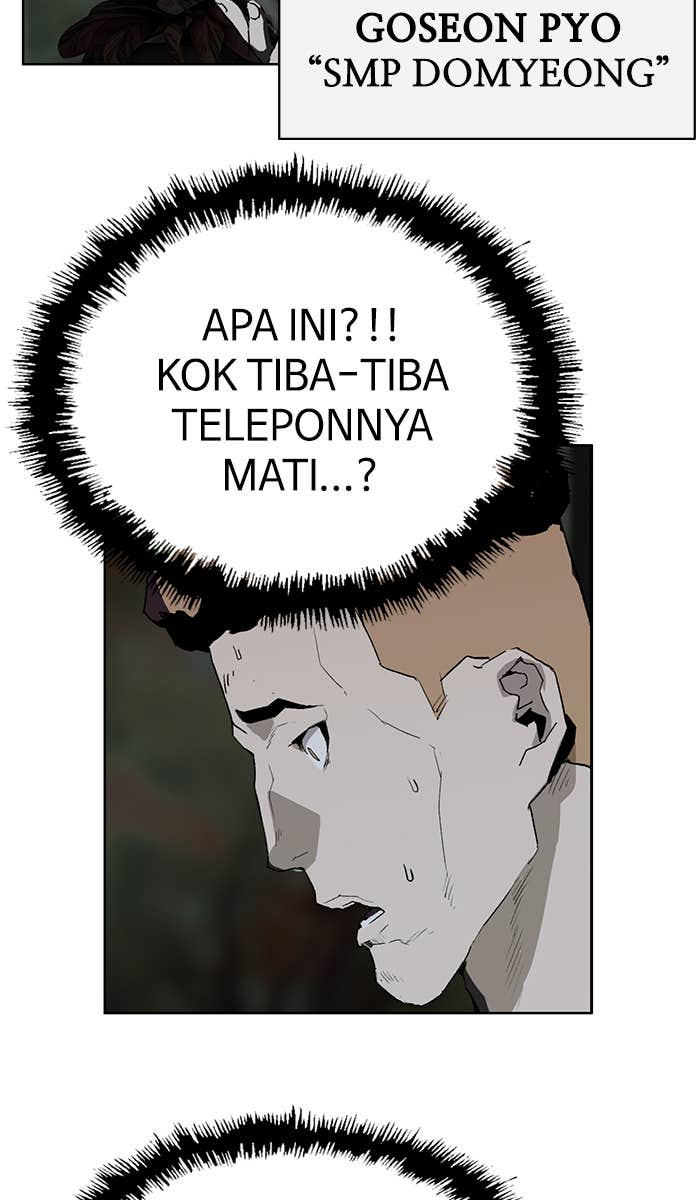 GOSEON PYO
“SMP DOMYEONG”
APA INI?!!
KOK TIBA-TIBA
TELEPONNYA
MATI...?